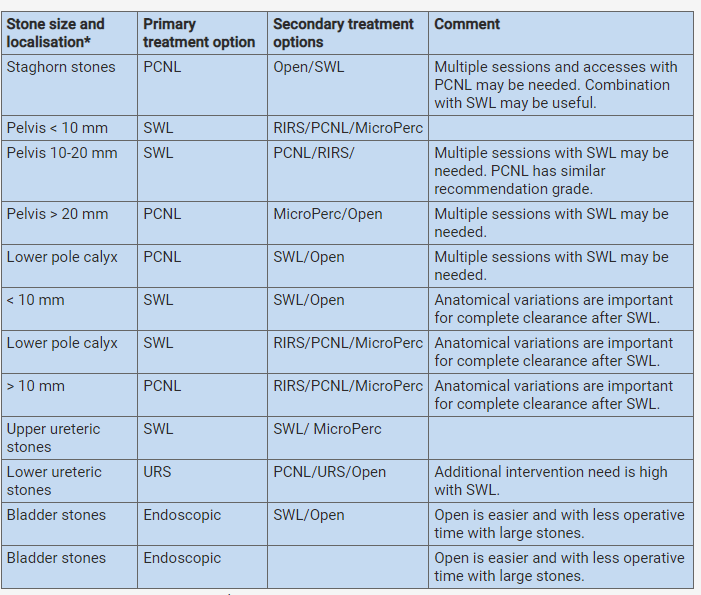 Stone size and localisation* | Primary treatment option | Secondary treatment options | Comment
Staghorn stones | PCNL | Open/SWL | Multiple sessions and accesses with PCNL may be needed. Combination with SWL may be useful.
Pelvis < 10 mm | SWL | RIRS/PCNL/MicroPerc |
Pelvis 10-20 mm | SWL | PCNL/RIRS/ | Multiple sessions with SWL may be needed. PCNL has similar recommendation grade.
Pelvis > 20 mm | PCNL | MicroPerc/Open | Multiple sessions with SWL may be needed.
Lower pole calyx | PCNL | SWL/Open | Multiple sessions with SWL may be needed.
< 10 mm | SWL | SWL/Open | Anatomical variations are important for complete clearance after SWL.
Lower pole calyx | SWL | RIRS/PCNL/MicroPerc | Anatomical variations are important for complete clearance after SWL.
> 10 mm | PCNL | RIRS/PCNL/MicroPerc | Anatomical variations are important for complete clearance after SWL.
Upper ureteric stones | SWL | SWL/ MicroPerc |
Lower ureteric stones | URS | PCNL/URS/Open | Additional intervention need is high with SWL.
Bladder stones | Endoscopic | SWL/Open | Open is easier and with less operative time with large stones.
Bladder stones | Endoscopic | | Open is easier and with less operative time with large stones.